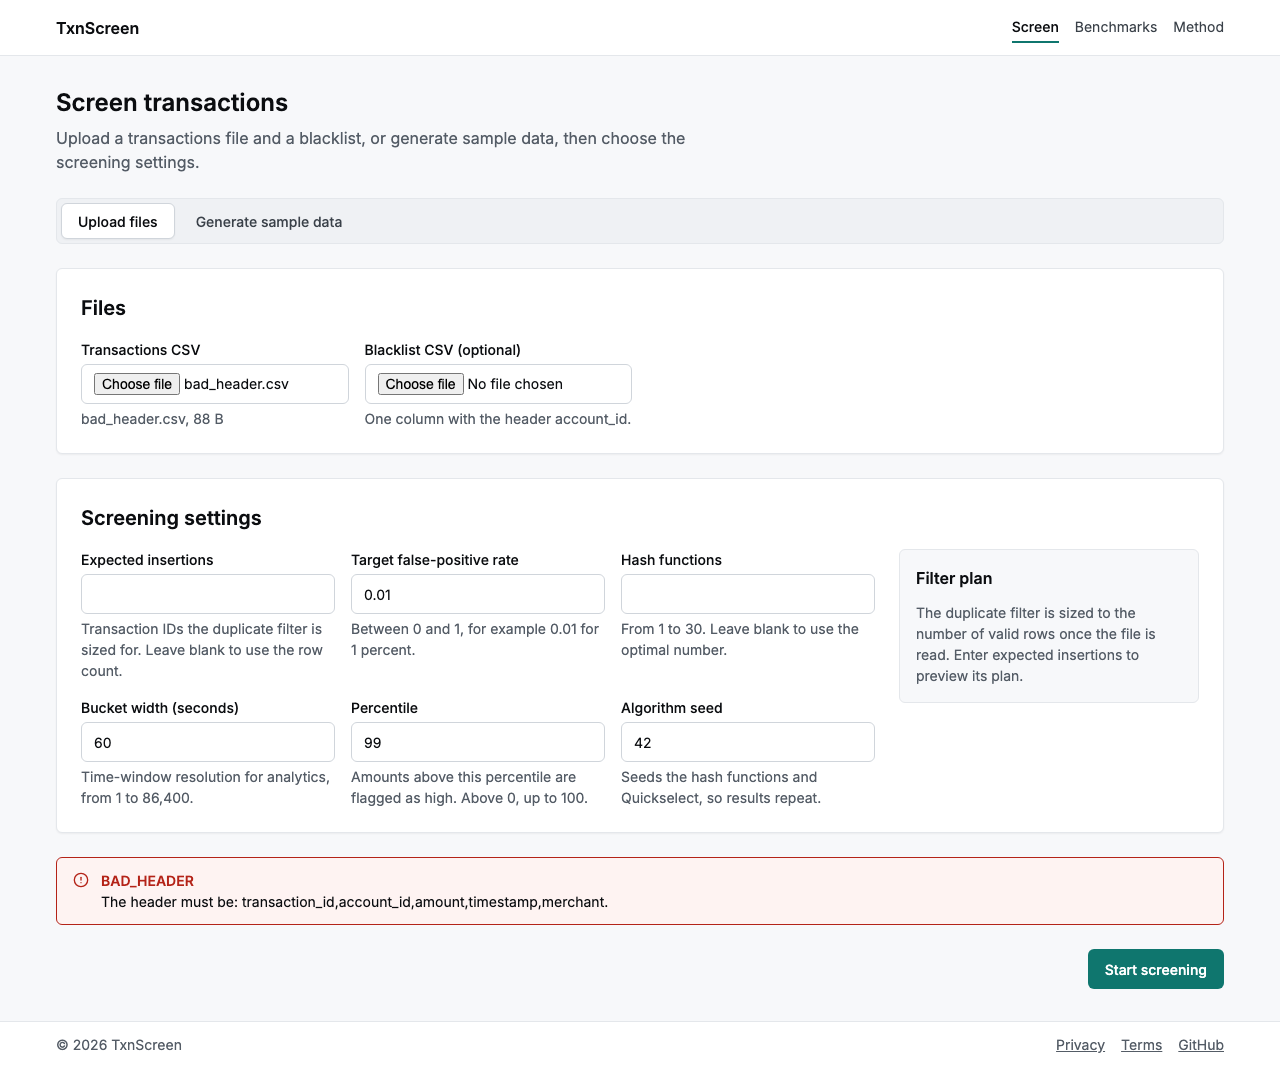 TxnScreen
Screen Benchmarks Method
Screen transactions
Upload a transactions file and a blacklist, or generate sample data, then choose the
screening settings.
Upload files
Generate sample data
Files
Transactions CSV
Blacklist CSV (optional)
Choose file bad_header.csv
Choose file No file chosen
bad_header.csv, 88 B
One column with the header account_id.
Screening settings
Expected insertions
Transaction IDs the duplicate filter is
sized for. Leave blank to use the row
count.
Target false-positive rate
0.01
Between 0 and 1, for example 0.01 for
1 percent.
Hash functions
From 1 to 30. Leave blank to use the
optimal number.
Filter plan
The duplicate filter is sized to the
number of valid rows once the file is
read. Enter expected insertions to
preview its plan.
Bucket width (seconds)
60
Time-window resolution for analytics,
from 1 to 86,400.
Percentile
99
Amounts above this percentile are
flagged as high. Above 0, up to 100.
Algorithm seed
42
Seeds the hash functions and
Quickselect, so results repeat.
BAD_HEADER
The header must be: transaction_id,account_id,amount,timestamp,merchant.
Start screening
© 2026 TxnScreen
Privacy Terms GitHub